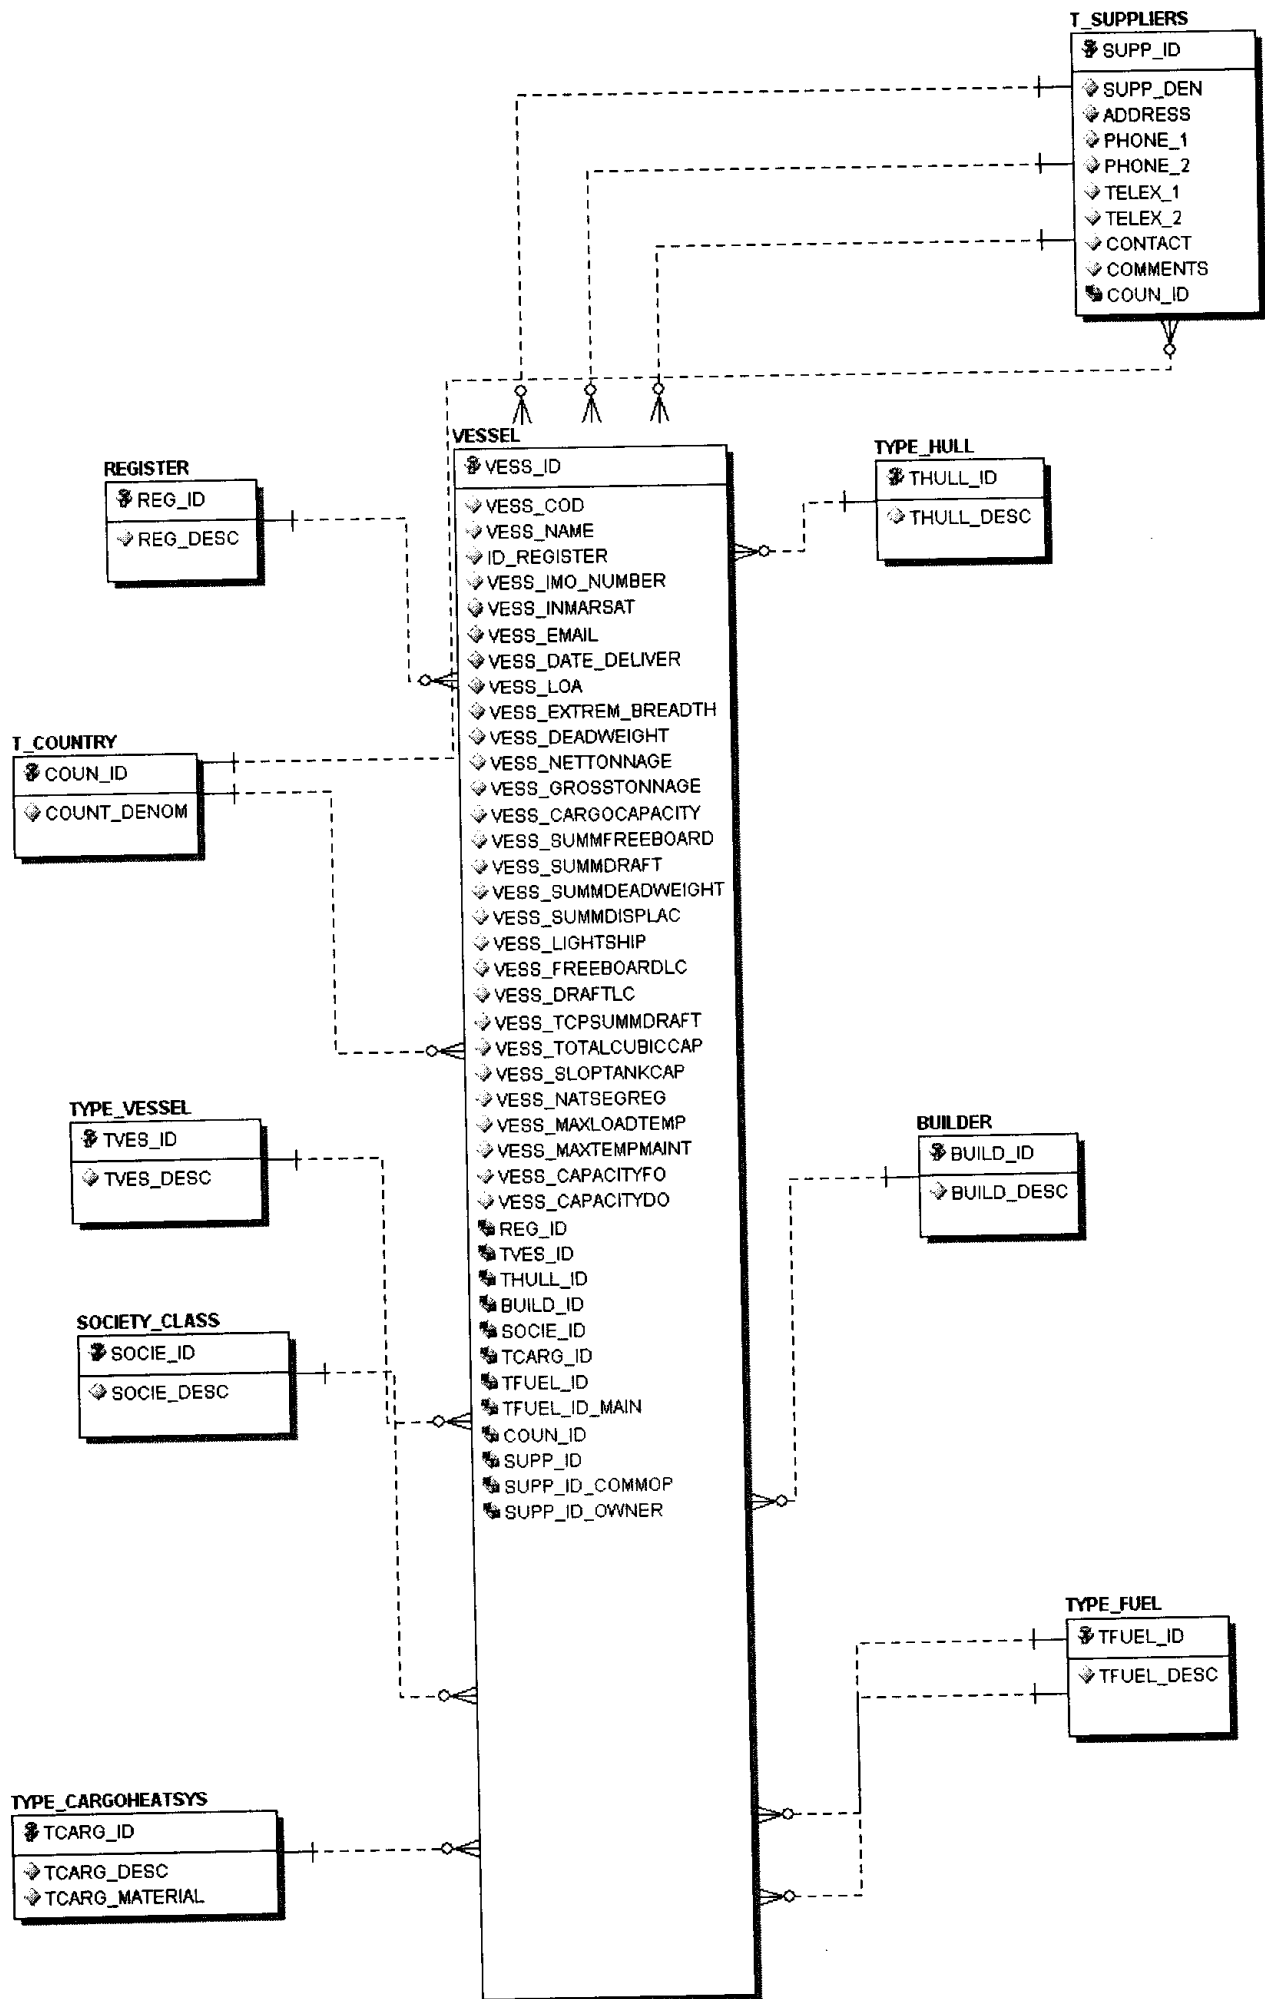 T_SUPPLIERS
SUPP_ID
SUPP_DEN
ADDRESS
PHONE_1
PHONE_2
TELEX_1
TELEX_2
CONTACT
COMMENTS
COUN_ID
VESSEL
VESS_ID
VESS_COD
VESS_NAME
ID_REGISTER
VESS_IMO_NUMBER
VESS_INMARSAT
VESS_EMAIL
VESS_DATE_DELIVER
VESS_LOA
VESS_EXTREM_BREADTH
VESS_DEADWEIGHT
VESS_NETTONNAGE
VESS_GROSSTONNAGE
VESS_CARGOCAPACITY
VESS_SUMMFREEBOARD
VESS_SUMMDRAFT
VESS_SUMMDEADWEIGHT
VESS_SUMMDISPLAC
VESS_LIGHTSHIP
VESS_FREEBOARDLC
VESS_DRAFTLC
VESS_TCPSUMMDRAFT
VESS_TOTALCUBICCAP
VESS_SLOPTANKCAP
VESS_NATSEGREG
VESS_MAXLOADTEMP
VESS_MAXTEMPMAINT
VESS_CAPACITYFO
VESS_CAPACITYDO
REG_ID
TVES_ID
THULL_ID
BUILD_ID
SOCIE_ID
TCARG_ID
TFUEL_ID
TFUEL_ID_MAIN
COUN_ID
SUPP_ID
SUPP_ID_COMMOP
SUPP_ID_OWNER
REGISTER
REG_ID
REG_DESC
TYPE_HULL
THULL_ID
THULL_DESC
T_COUNTRY
COUN_ID
COUNT_DENOM
TYPE_VESSEL
TVES_ID
TVES_DESC
BUILDER
BUILD_ID
BUILD_DESC
SOCIETY_CLASS
SOCIE_ID
SOCIE_DESC
TYPE_FUEL
TFUEL_ID
TFUEL_DESC
TYPE_CARGOHEATSYS
TCARG_ID
TCARG_DESC
TCARG_MATERIAL